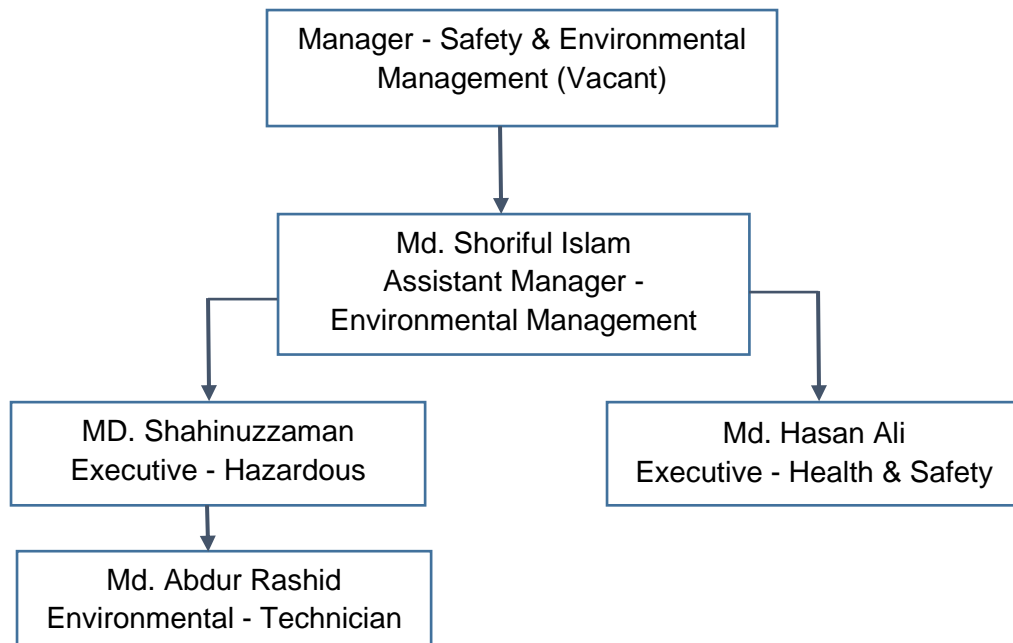 Manager - Safety & Environmental
Management (Vacant)
Md. Shoriful Islam
Assistant Manager -
Environmental Management
MD. Shahinuzzaman
Executive - Hazardous
Md. Hasan Ali
Executive - Health & Safety
Md. Abdur Rashid
Environmental - Technician